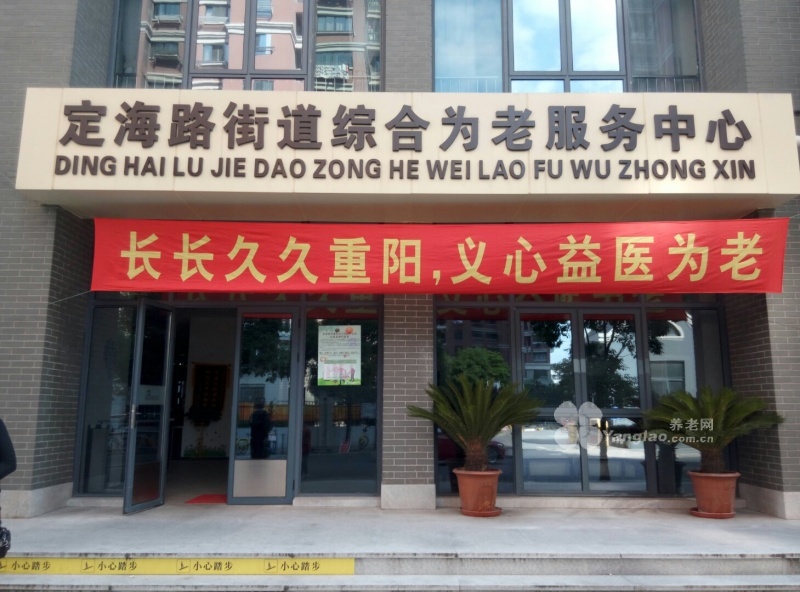 定海路街道综合为老服务中心
DING HAI LU JIE DAO ZONG HE WEI LAO FU WU ZHONG XIN
长长久久重阳,义心益医为老
养老网
Yanglao.com.cn
小心踏步 小心踏步 小心踏步 小心踏步